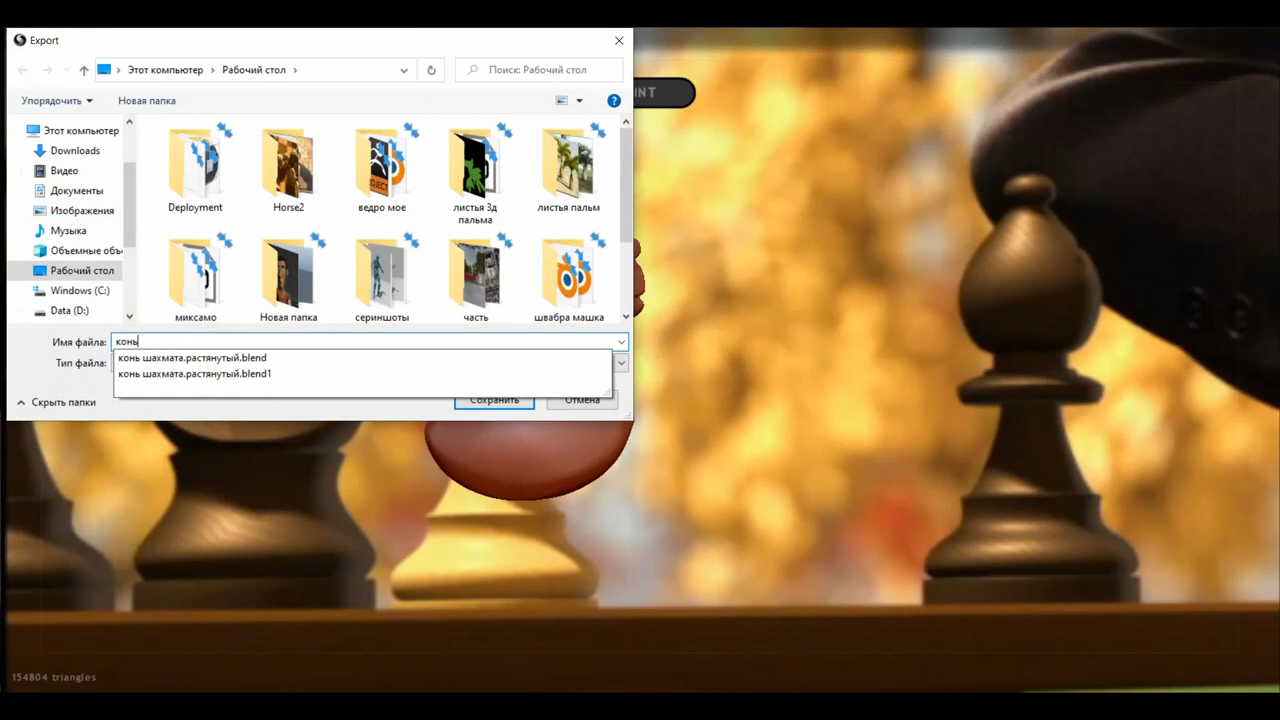 Export
Этот компьютер
Рабочий стол
Поиск: Рабочий стол
INT
Упорядочить
Новая папка
Этот компьютер
Downloads
Видео
Документы
Изображения
Музыка
Объемные объ
Рабочий стол
Windows (C:)
Data (D:)
Deployment
Horse2
ведро мое
листья 3д
пальма
листья пальм
миксамо
Новая папка
сериншоты
часть
швабра машка
Имя файла:
конь
Тип файла:
конь шахмата.растянутый.blend
конь шахмата.растянутый.blend1
Скрыть папки
Сохранить
Отмена
154804 triangles